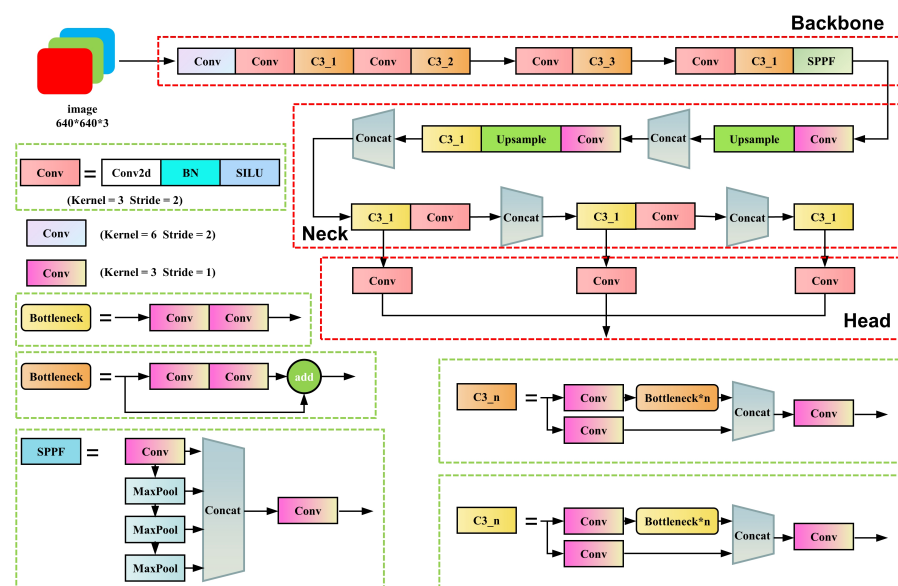 Backbone
Conv Conv C3_1 Conv C3_2 Conv C3_3 Conv C3_1 SPPF
image
640*640*3
Concat C3_1 Upsample Conv Concat Upsample Conv
Conv = Conv2d BN SILU
(Kernel = 3 Stride = 2)
C3_1 Conv Concat C3_1 Conv Concat C3_1
Neck
Conv (Kernel = 6 Stride = 2)
Conv (Kernel = 3 Stride = 1)
Conv Conv Conv
Head
Bottleneck = Conv Conv
Bottleneck = Conv Conv add
C3_n = Conv Bottleneck*n Concat Conv
Conv
SPPF = Conv
MaxPool
MaxPool
MaxPool
Concat Conv
C3_n = Conv Bottleneck*n Concat Conv
Conv